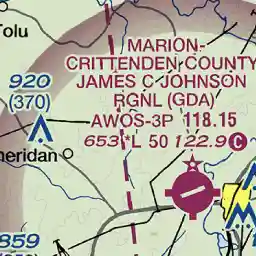 Tolu
MARION-
CRITTENDEN COUNTY
JAMES C JOHNSON
RGNL (GDA)
AWOS-3P 118.15
653 *L 50 122.9 C
920
(370)
eridan
859